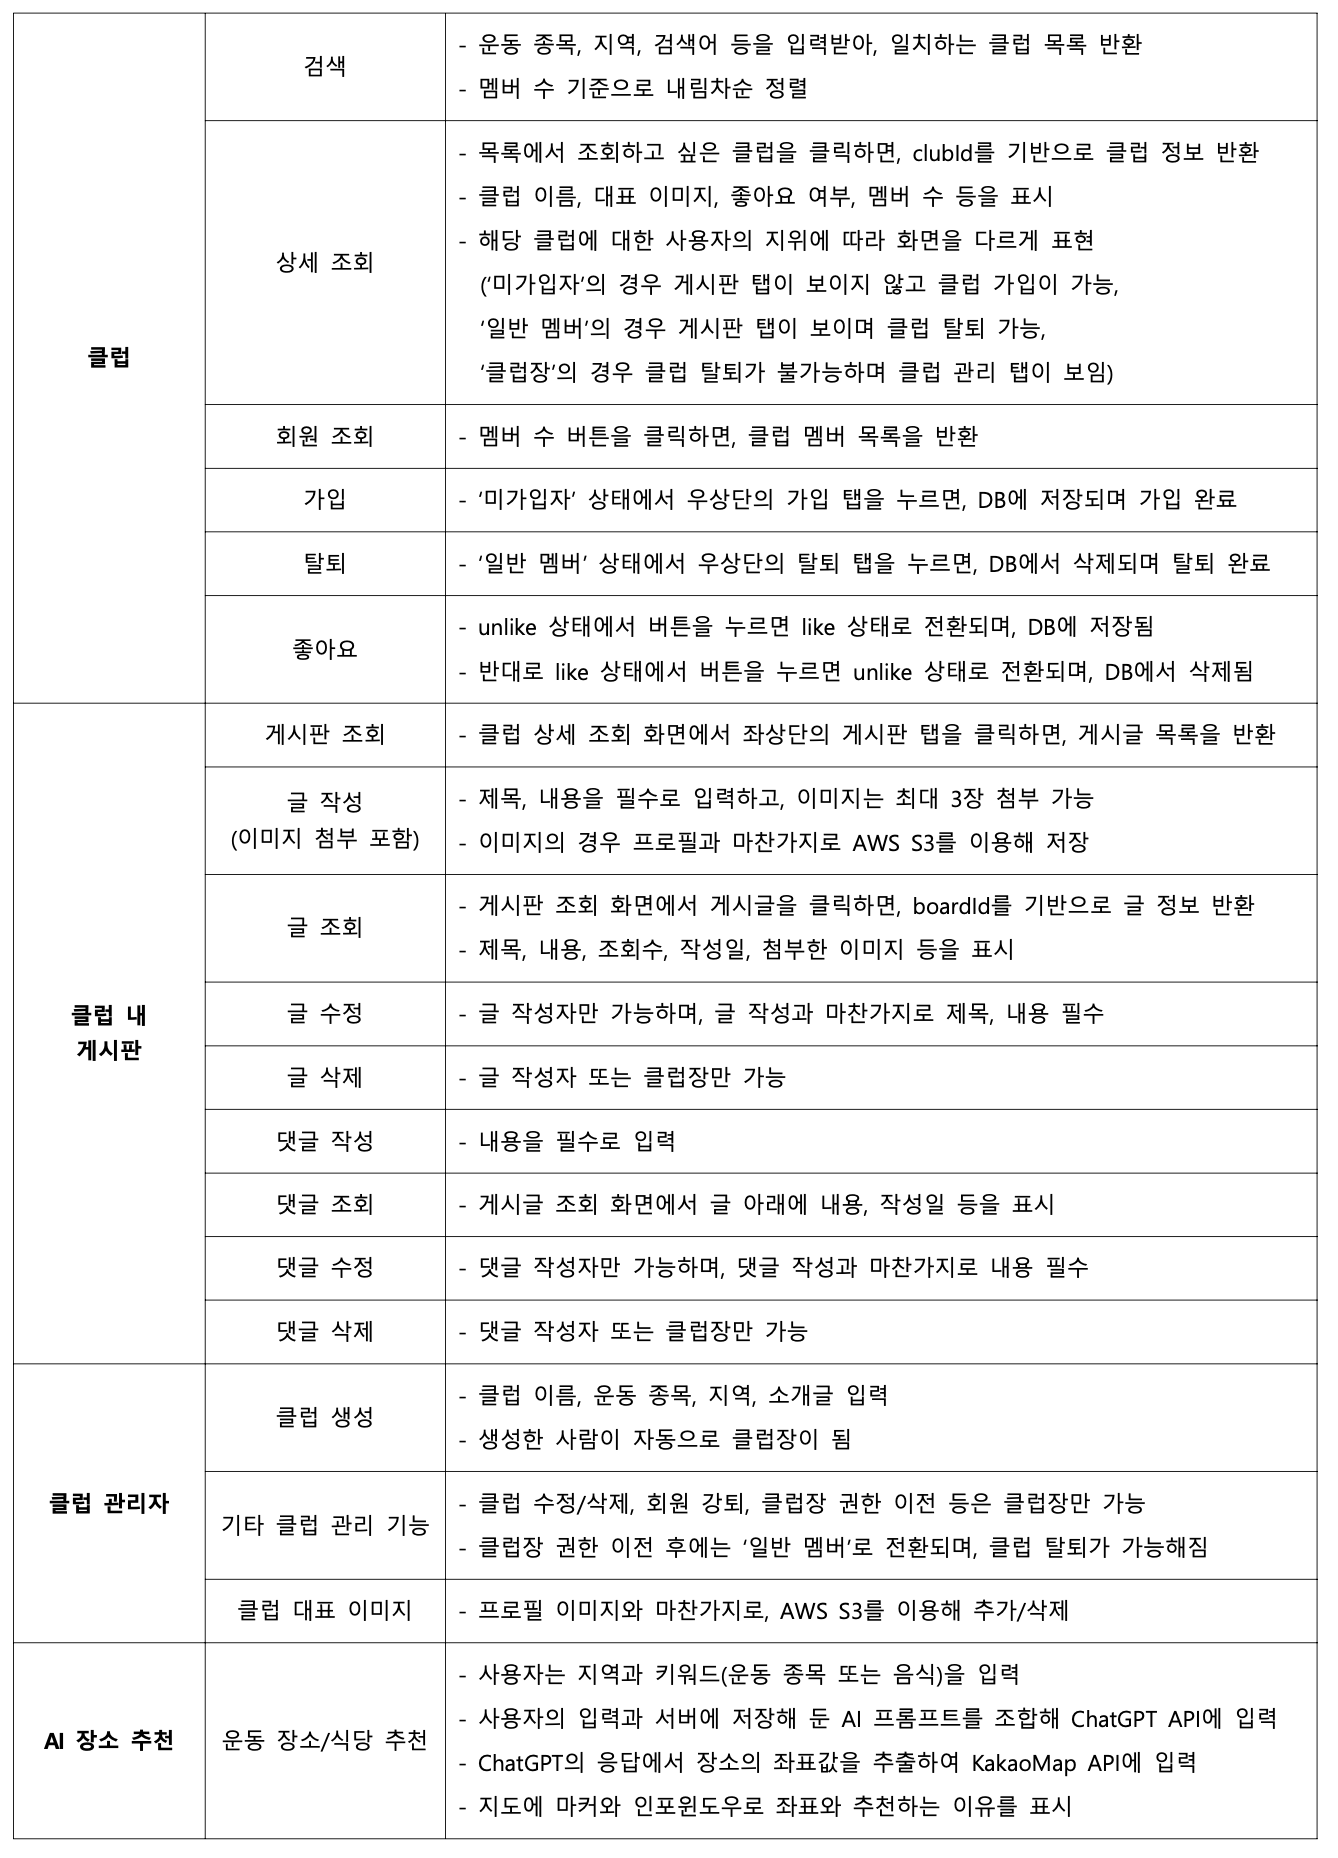 클럽
검색
- 운동 종목, 지역, 검색어 등을 입력받아, 일치하는 클럽 목록 반환
- 멤버 수 기준으로 내림차순 정렬
상세 조회
- 목록에서 조회하고 싶은 클럽을 클릭하면, clubId를 기반으로 클럽 정보 반환
- 클럽 이름, 대표 이미지, 좋아요 여부, 멤버 수 등을 표시
- 해당 클럽에 대한 사용자의 지위에 따라 화면을 다르게 표현
(‘미가입자’의 경우 게시판 탭이 보이지 않고 클럽 가입이 가능,
‘일반 멤버’의 경우 게시판 탭이 보이며 클럽 탈퇴 가능,
‘클럽장’의 경우 클럽 탈퇴가 불가능하며 클럽 관리 탭이 보임)
회원 조회
- 멤버 수 버튼을 클릭하면, 클럽 멤버 목록을 반환
가입
- ‘미가입자’ 상태에서 우상단의 가입 탭을 누르면, DB에 저장되며 가입 완료
탈퇴
- ‘일반 멤버’ 상태에서 우상단의 탈퇴 탭을 누르면, DB에서 삭제되며 탈퇴 완료
좋아요
- unlike 상태에서 버튼을 누르면 like 상태로 전환되며, DB에 저장됨
- 반대로 like 상태에서 버튼을 누르면 unlike 상태로 전환되며, DB에서 삭제됨
클럽 내
게시판
게시판 조회
- 클럽 상세 조회 화면에서 좌상단의 게시판 탭을 클릭하면, 게시글 목록을 반환
글 작성
(이미지 첨부 포함)
- 제목, 내용을 필수로 입력하고, 이미지는 최대 3장 첨부 가능
- 이미지의 경우 프로필과 마찬가지로 AWS S3를 이용해 저장
글 조회
- 게시판 조회 화면에서 게시글을 클릭하면, boardId를 기반으로 글 정보 반환
- 제목, 내용, 조회수, 작성일, 첨부한 이미지 등을 표시
글 수정
- 글 작성자만 가능하며, 글 작성과 마찬가지로 제목, 내용 필수
글 삭제
- 글 작성자 또는 클럽장만 가능
댓글 작성
- 내용을 필수로 입력
댓글 조회
- 게시글 조회 화면에서 글 아래에 내용, 작성일 등을 표시
댓글 수정
- 댓글 작성자만 가능하며, 댓글 작성과 마찬가지로 내용 필수
댓글 삭제
- 댓글 작성자 또는 클럽장만 가능
클럽 관리자
클럽 생성
- 클럽 이름, 운동 종목, 지역, 소개글 입력
- 생성한 사람이 자동으로 클럽장이 됨
기타 클럽 관리 기능
- 클럽 수정/삭제, 회원 강퇴, 클럽장 권한 이전 등은 클럽장만 가능
- 클럽장 권한 이전 후에는 ‘일반 멤버’로 전환되며, 클럽 탈퇴가 가능해짐
클럽 대표 이미지
- 프로필 이미지와 마찬가지로, AWS S3를 이용해 추가/삭제
AI 장소 추천
운동 장소/식당 추천
- 사용자는 지역과 키워드(운동 종목 또는 음식)을 입력
- 사용자의 입력과 서버에 저장해 둔 AI 프롬프트를 조합해 ChatGPT API에 입력
- ChatGPT의 응답에서 장소의 좌표값을 추출하여 KakaoMap API에 입력
- 지도에 마커와 인포윈도우로 좌표와 추천하는 이유를 표시